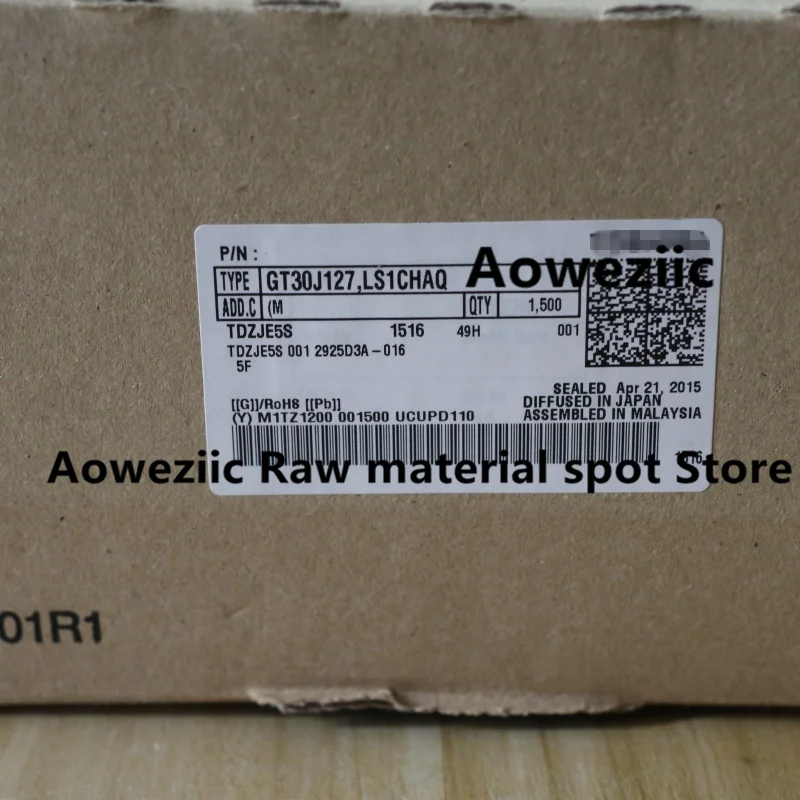 P/N :
TYPE GT30J127,LS1CHAQ
Aoweziic
ADD.C (M QTY 1,500
TDZJE5S 1516 49H 001
TDZJE5S 001 2925D3A-016
5F
SEALED Apr 21, 2015
[[G]]/RoHS [[Pb]] DIFFUSED IN JAPAN
(Y) M1TZ1200 001500 UCUPD110 ASSEMBLED IN MALAYSIA
Aoweziic Raw material spot Store
01R1